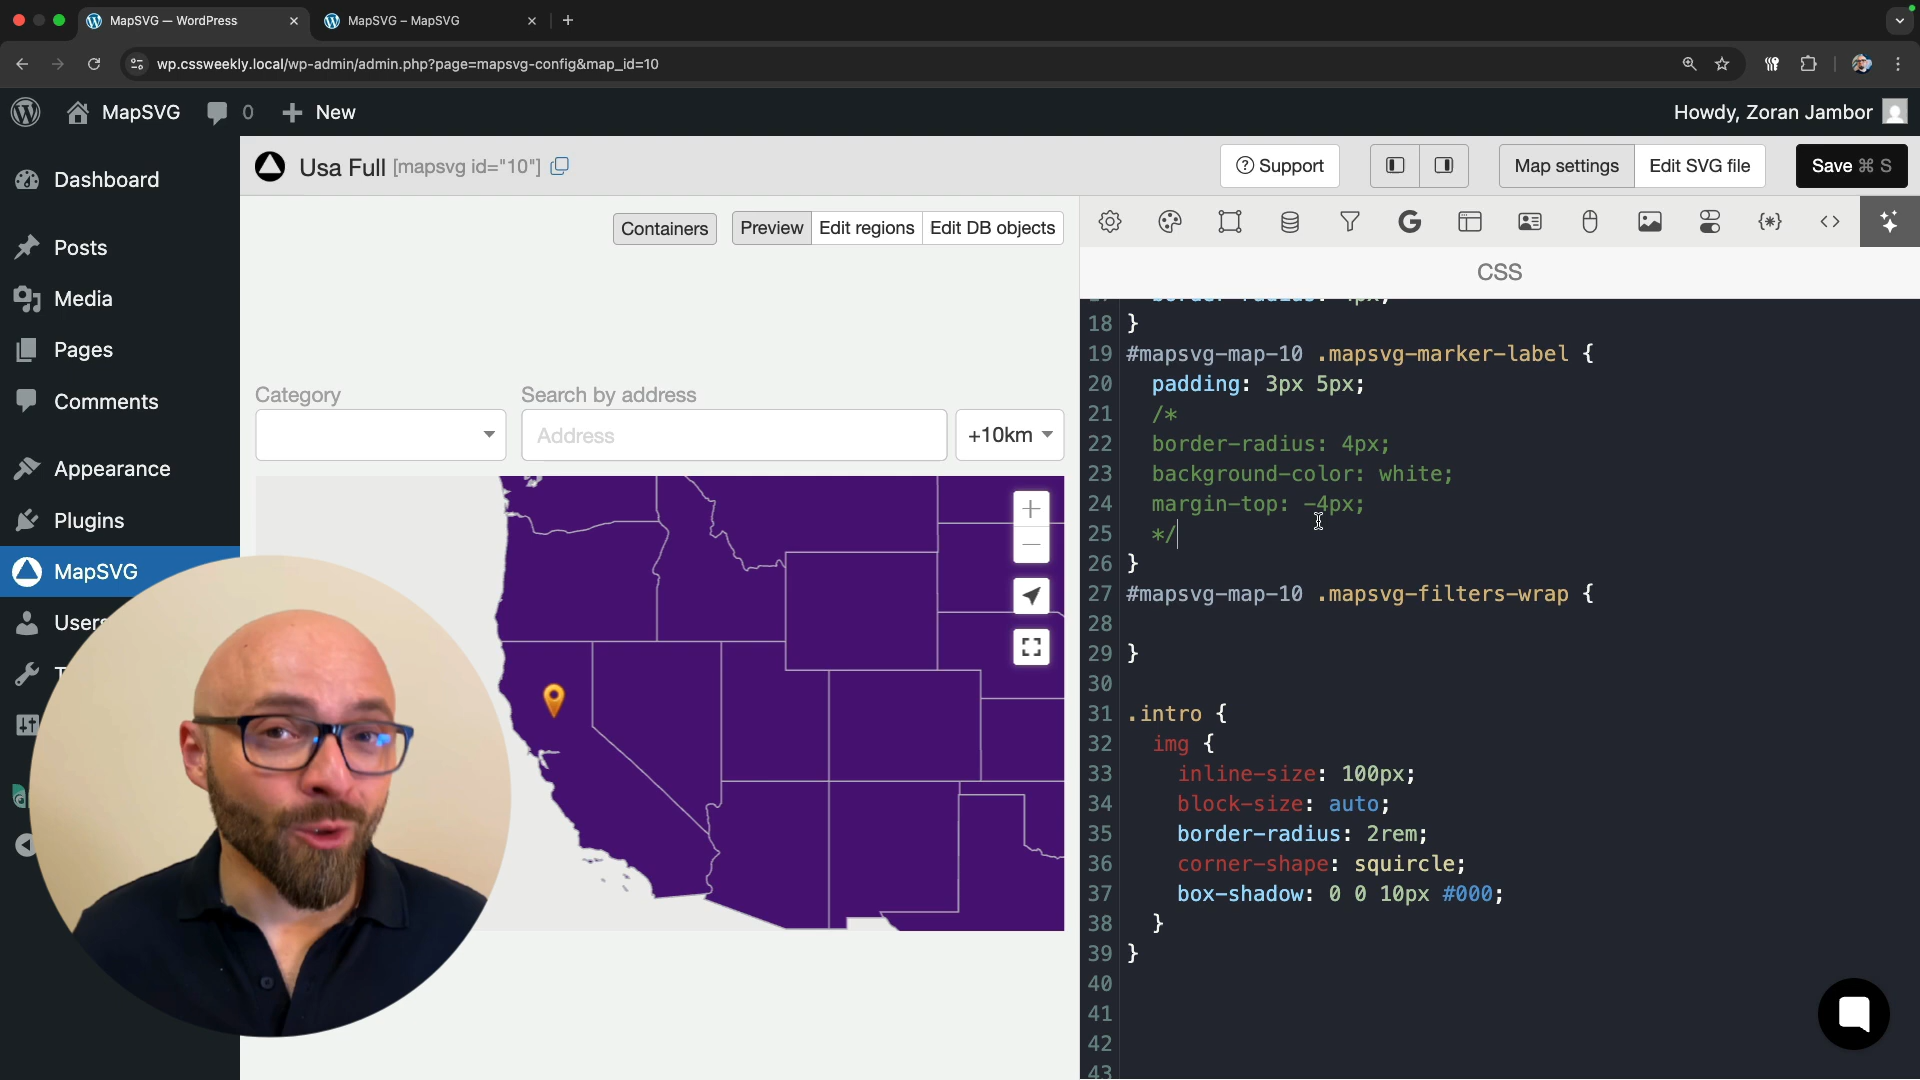 MapSVG — WordPress
MapSVG – MapSVG
wp.cssweekly.local/wp-admin/admin.php?page=mapsvg-config&map_id=10
MapSVG
0
New
Howdy, Zoran Jambor
Dashboard
Posts
Media
Pages
Comments
Appearance
Plugins
MapSVG
Users
T
Usa Full [mapsvg id="10"]
Support
Map settings
Edit SVG file
Save ⌘ S
Containers
Preview
Edit regions
Edit DB objects
Category
Search by address
Address
+10km
CSS
18 }
19 #mapsvg-map-10 .mapsvg-marker-label {
20 padding: 3px 5px;
21 /*
22 border-radius: 4px;
23 background-color: white;
24 margin-top: -4px;
25 */
26 }
27 #mapsvg-map-10 .mapsvg-filters-wrap {
28
29 }
30
31 .intro {
32 img {
33 inline-size: 100px;
34 block-size: auto;
35 border-radius: 2rem;
36 corner-shape: squircle;
37 box-shadow: 0 0 10px #000;
38 }
39 }
40
41
42
43